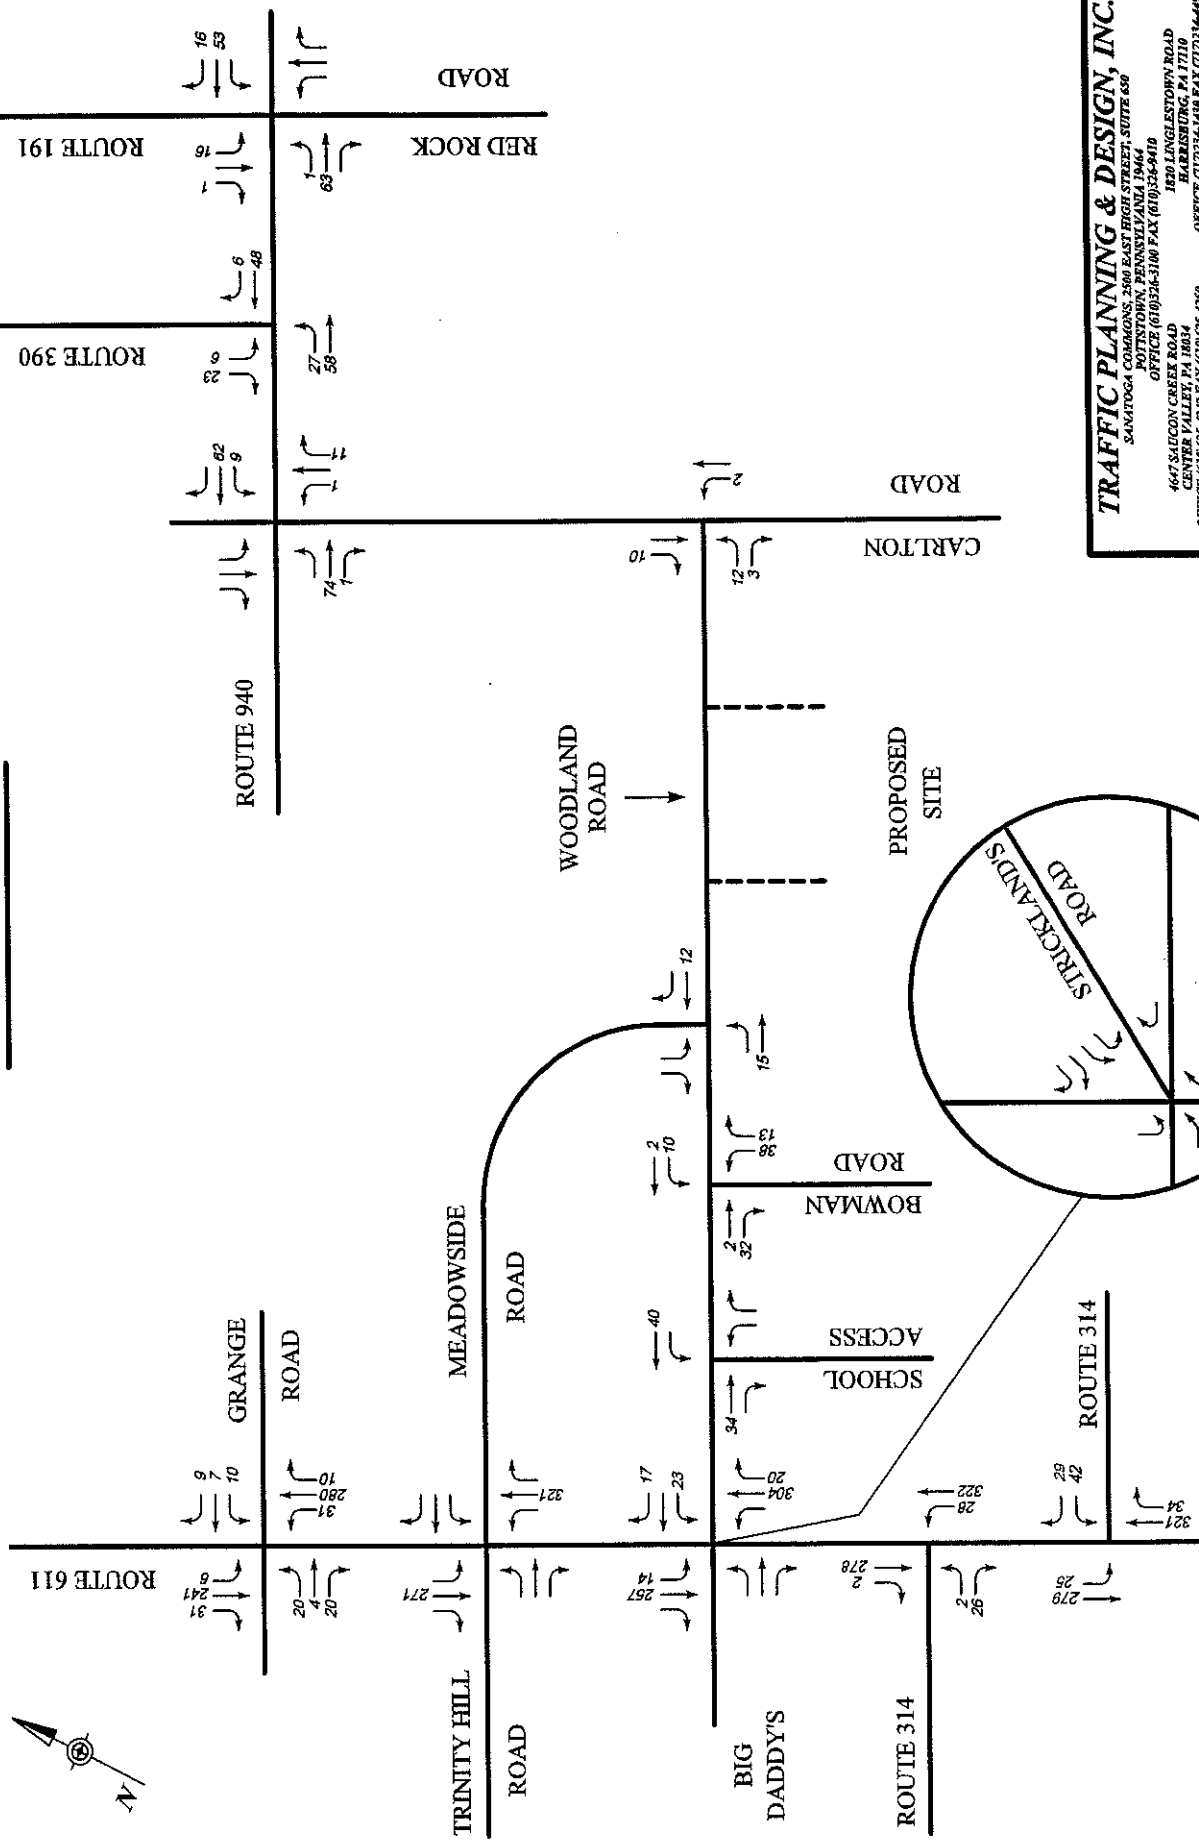 16
53
ROUTE 191
RED ROCK
ROAD
16
1
1
63
6
48
ROUTE 390
6
23
27
58
62
9
1
11
74
1
ROUTE 940
CARLTON
ROAD
2
10
12
3
WOODLAND
ROAD
PROPOSED
SITE
12
15
MEADOWSIDE
ROAD
2
10
38
13
BOWMAN
ROAD
2
32
40
SCHOOL
ACCESS
34
GRANGE
ROAD
9
7
10
31
280
10
ROUTE 611
31
241
6
20
4
20
TRINITY HILL
ROAD
271
321
17
23
304
20
257
14
BIG
DADDY'S
2
278
28
322
ROUTE 314
2
26
ROUTE 314
29
42
279
25
321
34
STRICKLAND'S
ROAD
N
TRAFFIC PLANNING & DESIGN, INC.
SANATOGA COMMONS, 2500 EAST HIGH STREET, SUITE 650
POTTSTOWN, PENNSYLVANIA 19464
OFFICE (610)326-3100 FAX (610)326-9410
4647 SAUCON CREEK ROAD
CENTER VALLEY, PA 18034
1820 LINGLESTOWN ROAD
HARRISBURG, PA 17110